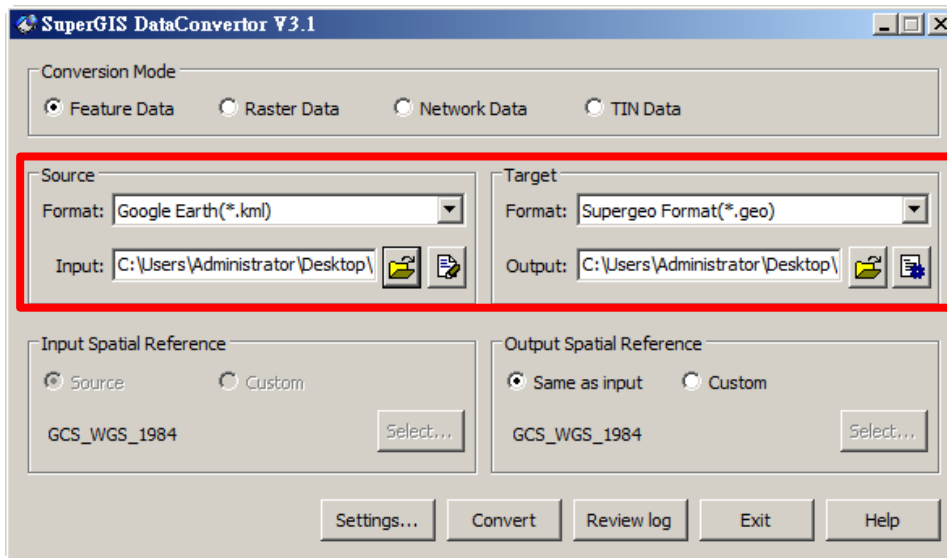 SuperGIS DataConvertor V3.1
Conversion Mode
Feature Data Raster Data Network Data TIN Data
Source Target
Format: Google Earth(*.kml) Format: Supergeo Format(*.geo)
Input: C:\Users\Administrator\Desktop\ Output: C:\Users\Administrator\Desktop\
Input Spatial Reference Output Spatial Reference
Source Custom Same as input Custom
GCS_WGS_1984 Select... GCS_WGS_1984 Select...
Settings... Convert Review log Exit Help